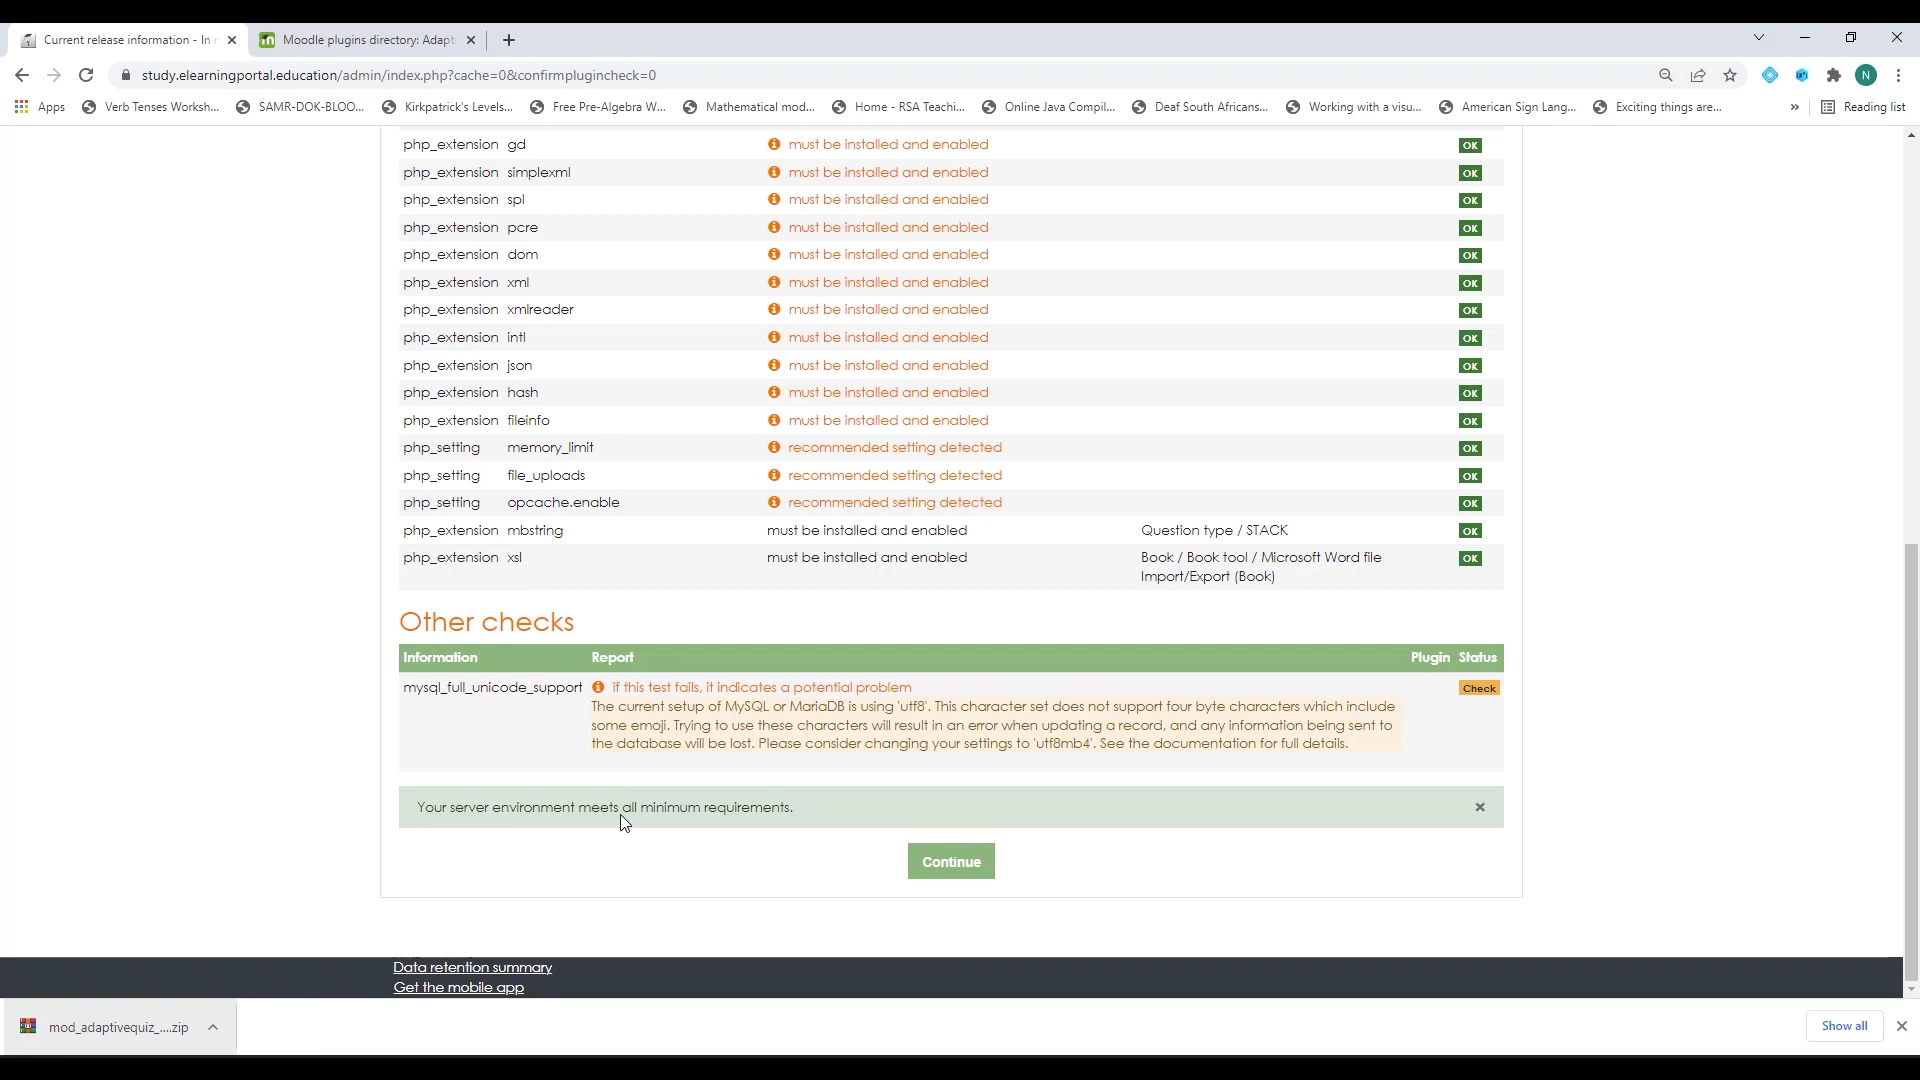 Current release information - In
Moodle plugins directory: Adapt
study.elearningportal.education/admin/index.php?cache=0&confirmplugincheck=0
N
Apps
Verb Tenses Worksh...
SAMR-DOK-BLOO...
Kirkpatrick's Levels...
Free Pre-Algebra W...
Mathematical mod...
Home - RSA Teachi...
Online Java Compil...
Deaf South Africans...
Working with a visu...
American Sign Lang...
Exciting things are...
»
Reading list
php_extension gd must be installed and enabled OK
php_extension simplexml must be installed and enabled OK
php_extension spl must be installed and enabled OK
php_extension pcre must be installed and enabled OK
php_extension dom must be installed and enabled OK
php_extension xml must be installed and enabled OK
php_extension xmlreader must be installed and enabled OK
php_extension intl must be installed and enabled OK
php_extension json must be installed and enabled OK
php_extension hash must be installed and enabled OK
php_extension fileinfo must be installed and enabled OK
php_setting memory_limit recommended setting detected OK
php_setting file_uploads recommended setting detected OK
php_setting opcache.enable recommended setting detected OK
php_extension mbstring must be installed and enabled Question type / STACK OK
php_extension xsl must be installed and enabled Book / Book tool / Microsoft Word file OK
Import/Export (Book)
Other checks
Information Report Plugin Status
mysql_full_unicode_support if this test fails, it indicates a potential problem Check
The current setup of MySQL or MariaDB is using 'utf8'. This character set does not support four byte characters which include
some emoji. Trying to use these characters will result in an error when updating a record, and any information being sent to
the database will be lost. Please consider changing your settings to 'utf8mb4'. See the documentation for full details.
Your server environment meets all minimum requirements. ×
Continue
Data retention summary
Get the mobile app
mod_adaptivequiz_....zip
Show all